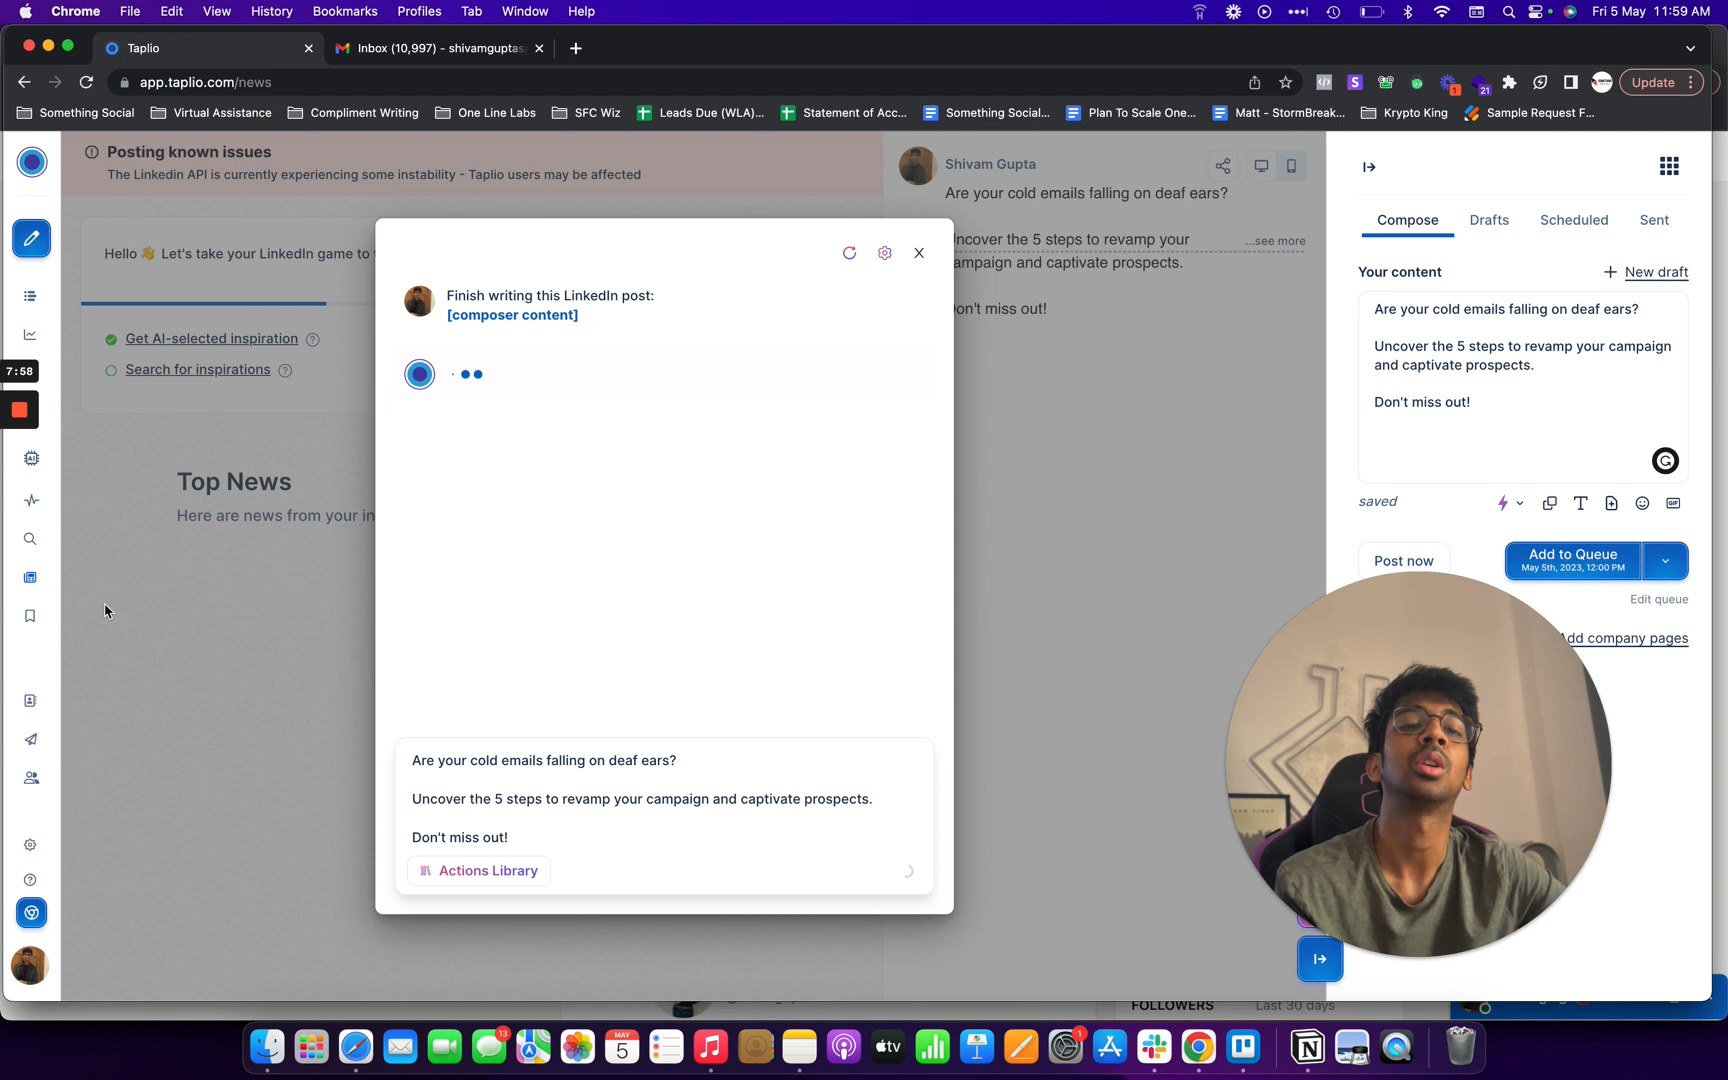 Chrome File Edit View History Bookmarks Profiles Tab Window Help
Fri 5 May 11:59 AM
Taplio
Inbox (10,997) - shivamguptas
app.taplio.com/news
1
21
Update
Something Social
Virtual Assistance
Compliment Writing
One Line Labs
SFC Wiz
Leads Due (WLA)...
Statement of Acc...
Something Social...
Plan To Scale One...
Matt - StormBreak...
Krypto King
Sample Request F...
Posting known issues
The Linkedin API is currently experiencing some instability - Taplio users may be affected
Hello 👋 Let's take your LinkedIn game to
Get AI-selected inspiration
Search for inspirations
7:58
Top News
Here are news from your in
Finish writing this LinkedIn post:
[composer content]
Are your cold emails falling on deaf ears?
Uncover the 5 steps to revamp your campaign and captivate prospects.
Don't miss out!
Actions Library
Shivam Gupta
Are your cold emails falling on deaf ears?
Uncover the 5 steps to revamp your
...see more
ampaign and captivate prospects.
on't miss out!
Compose
Drafts
Scheduled
Sent
Your content
New draft
Are your cold emails falling on deaf ears?
Uncover the 5 steps to revamp your campaign
and captivate prospects.
Don't miss out!
saved
GIF
Post now
Add to Queue
May 5th, 2023, 12:00 PM
Edit queue
dd company pages
FOLLOWERS
Last 30 days
13
MAY
5
tv
1